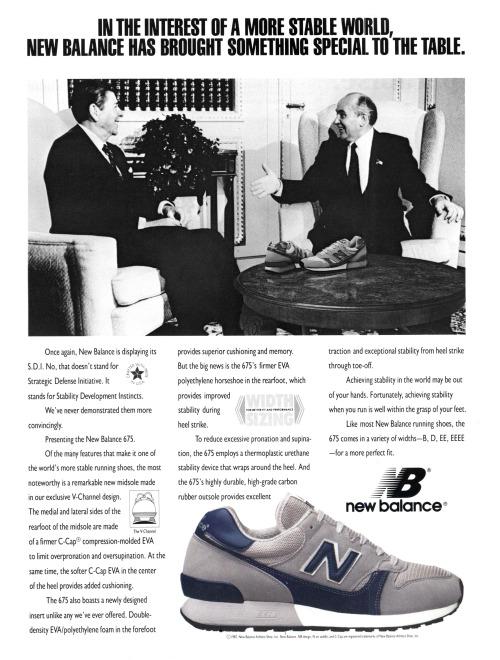 IN THE INTEREST OF A MORE STABLE WORLD,
NEW BALANCE HAS BROUGHT SOMETHING SPECIAL TO THE TABLE.
Once again, New Balance is displaying its
S.D.I. No, that doesn't stand for
Strategic Defense Initiative. It
stands for Stability Development Instincts.
We've never demonstrated them more
convincingly.
Presenting the New Balance 675.
Of the many features that make it one of
the world's more stable running shoes, the most
noteworthy is a remarkable new midsole made
in our exclusive V-Channel design.
The medial and lateral sides of the
rearfoot of the midsole are made
The V-Channel
of a firmer C-Cap® compression-molded EVA
to limit overpronation and oversupination. At the
same time, the softer C-Cap EVA in the center
of the heel provides added cushioning.
The 675 also boasts a newly designed
insert unlike any we've ever offered. Double-
density EVA/polyethylene foam in the forefoot
provides superior cushioning and memory.
But the big news is the 675's firmer EVA
polyethylene horseshoe in the rearfoot, which
provides improved
stability during
heel strike.
WIDTH
FOR BETTER FIT AND PERFORMANCE
SIZING
To reduce excessive pronation and supina-
tion, the 675 employs a thermoplastic urethane
stability device that wraps around the heel. And
the 675's highly durable, high-grade carbon
rubber outsole provides excellent
traction and exceptional stability from heel strike
through toe-off.
Achieving stability in the world may be out
of your hands. Fortunately, achieving stability
when you run is well within the grasp of your feet.
Like most New Balance running shoes, the
675 comes in a variety of widths—B, D, EE, EEEE
—for a more perfect fit.
NB
new balance®
N